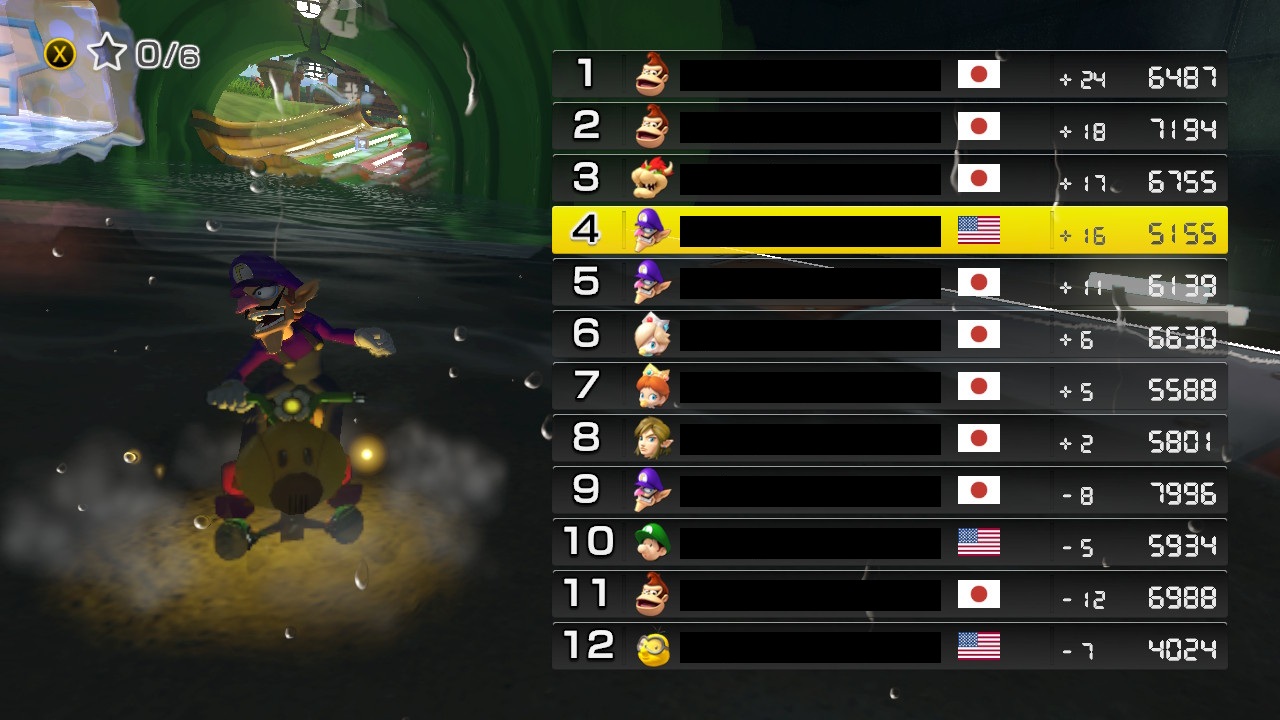 X 0/6
1 + 24 6487
2 + 18 7194
3 + 17 6755
4 + 16 5155
5 + 11 6139
6 + 6 6630
7 + 5 5588
8 + 2 5801
9 - 8 7996
10 - 5 5934
11 - 12 6988
12 - 7 4024